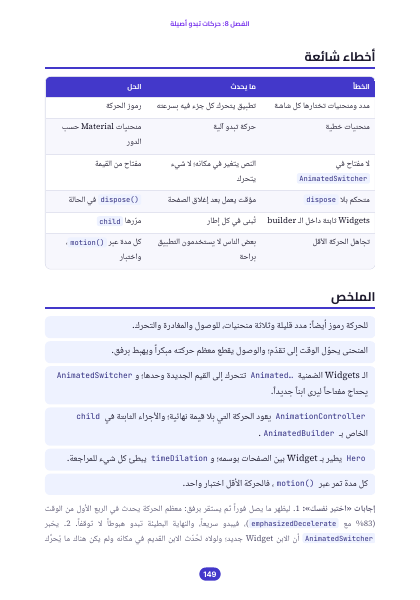 الفصل 8: حركات تبدو أصيلة
أخطاء شائعة
الخطأ ما يحدث الحل
مدد ومنحنيات تختارها كل شاشة تطبيق يتحرك كل جزء فيه بسرعته رموز الحركة
منحنيات خطية حركة تبدو آلية منحنيات Material حسب
الدور
لا مفتاح في النص يتغير في مكانه؛ لا شيء مفتاح من القيمة
AnimatedSwitcher يتحرك
متحكم بلا dispose مؤقت يعمل بعد إغلاق الصفحة dispose() في الحالة
Widgets ثابتة داخل الـ builder تُبنى في كل إطار مرّرها child
تجاهل الحركة الأقل بعض الناس لا يستخدمون التطبيق كل مدة عبر motion()،
براحة واختبار
الملخص
للحركة رموز أيضاً: مدد قليلة وثلاثة منحنيات، للوصول والمغادرة والتحرك.
المنحنى يحوّل الوقت إلى تقدّم؛ والوصول يقطع معظم حركته مبكراً ويهبط برفق.
الـ Widgets الضمنية Animated… تتحرك إلى القيم الجديدة وحدها؛ و AnimatedSwitcher
يحتاج مفتاحاً ليرى ابناً جديداً.
AnimationController يقود الحركة التي بلا قيمة نهائية؛ والأجزاء الثابتة في child
الخاص بـ AnimatedBuilder.
Hero يطير بـ Widget بين الصفحات بوسمه؛ و timeDilation يبطئ كل شيء للمراجعة.
كل مدة تمر عبر motion()، فالحركة الأقل اختبار واحد.
إجابات «اختبر نفسك»: 1. ليظهر ما يصل فوراً ثم يستقر برفق: معظم الحركة يحدث في الربع الأول من الوقت
(83% مع emphasizedDecelerate)، فيبدو سريعاً، والنهاية البطيئة تبدو هبوطاً لا توقفاً. 2. يخبر
AnimatedSwitcher أن الابن Widget جديد؛ ولولاه تُحدّث الابن القديم في مكانه ولم يكن هناك ما يُحرّك
149